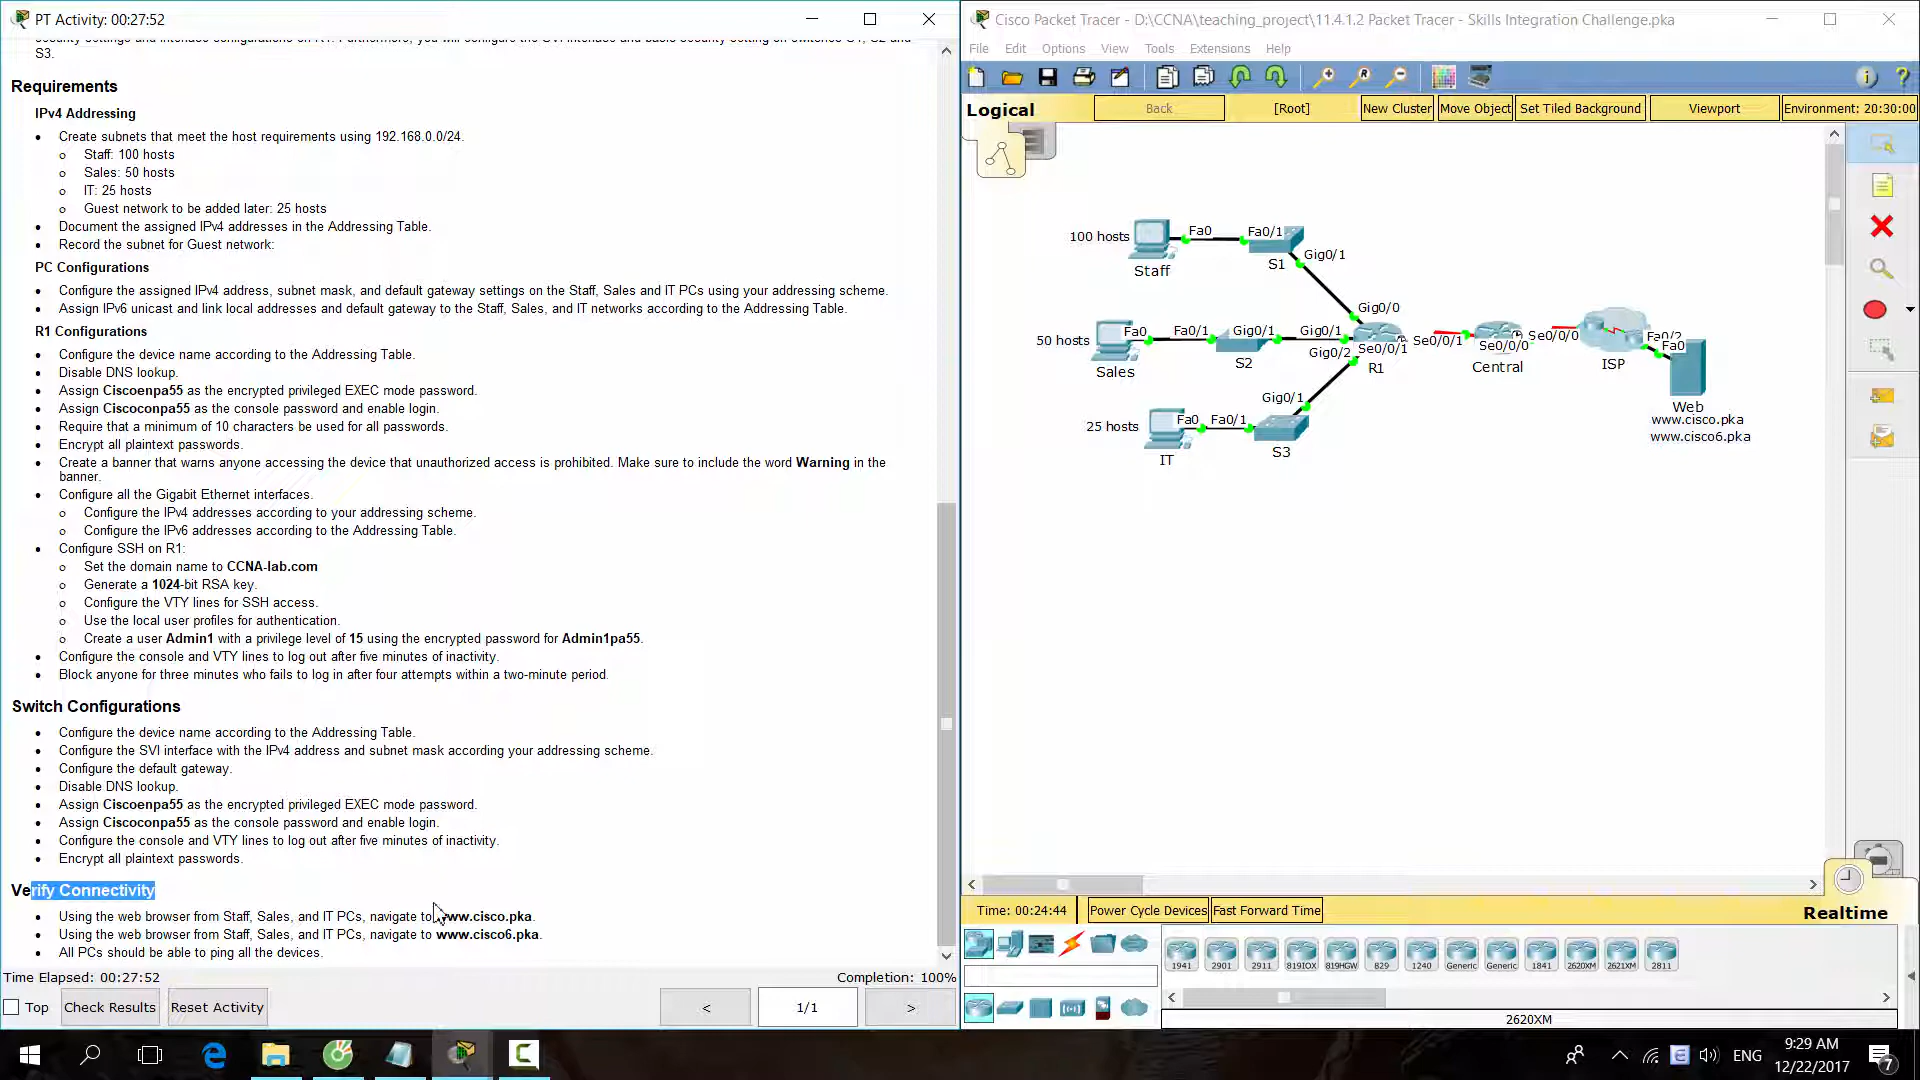 PT Activity: 00:27:52
security settings and interface configurations on R1. Furthermore, you will configure the SVI interface and basic security setting on switches S1, S2 and
S3.
Requirements
IPv4 Addressing
• Create subnets that meet the host requirements using 192.168.0.0/24.
o Staff: 100 hosts
o Sales: 50 hosts
o IT: 25 hosts
o Guest network to be added later: 25 hosts
• Document the assigned IPv4 addresses in the Addressing Table.
• Record the subnet for Guest network:
PC Configurations
• Configure the assigned IPv4 address, subnet mask, and default gateway settings on the Staff, Sales and IT PCs using your addressing scheme.
• Assign IPv6 unicast and link local addresses and default gateway to the Staff, Sales, and IT networks according to the Addressing Table.
R1 Configurations
• Configure the device name according to the Addressing Table.
• Disable DNS lookup.
• Assign Ciscoenpa55 as the encrypted privileged EXEC mode password.
• Assign Ciscoconpa55 as the console password and enable login.
• Require that a minimum of 10 characters be used for all passwords.
• Encrypt all plaintext passwords.
• Create a banner that warns anyone accessing the device that unauthorized access is prohibited. Make sure to include the word Warning in the
banner.
• Configure all the Gigabit Ethernet interfaces.
o Configure the IPv4 addresses according to your addressing scheme.
o Configure the IPv6 addresses according to the Addressing Table.
• Configure SSH on R1:
o Set the domain name to CCNA-lab.com
o Generate a 1024-bit RSA key.
o Configure the VTY lines for SSH access.
o Use the local user profiles for authentication.
o Create a user Admin1 with a privilege level of 15 using the encrypted password for Admin1pa55.
• Configure the console and VTY lines to log out after five minutes of inactivity.
• Block anyone for three minutes who fails to log in after four attempts within a two-minute period.
Switch Configurations
• Configure the device name according to the Addressing Table.
• Configure the SVI interface with the IPv4 address and subnet mask according your addressing scheme.
• Configure the default gateway.
• Disable DNS lookup.
• Assign Ciscoenpa55 as the encrypted privileged EXEC mode password.
• Assign Ciscoconpa55 as the console password and enable login.
• Configure the console and VTY lines to log out after five minutes of inactivity.
• Encrypt all plaintext passwords.
Verify Connectivity
• Using the web browser from Staff, Sales, and IT PCs, navigate to www.cisco.pka.
• Using the web browser from Staff, Sales, and IT PCs, navigate to www.cisco6.pka.
• All PCs should be able to ping all the devices.
Time Elapsed: 00:27:52 Completion: 100%
Top Check Results Reset Activity < 1/1 >
Cisco Packet Tracer - D:\CCNA\teaching_project\11.4.1.2 Packet Tracer - Skills Integration Challenge.pka
File Edit Options View Tools Extensions Help
Logical Back [Root] New Cluster Move Object Set Tiled Background Viewport Environment: 20:30:00
100 hosts Fa0 Fa0/1
Staff S1 Gig0/1
Gig0/0
50 hosts Fa0 Fa0/1 Gig0/1 Gig0/1 Se0/0/1 Se0/0/0 Fa0/2
Gig0/2 Se0/0/1 Se0/0/0 Fa0
Sales S2 R1 Central ISP
Gig0/1
25 hosts Fa0 Fa0/1
IT S3
Web
www.cisco.pka
www.cisco6.pka
Time: 00:24:44 Power Cycle Devices Fast Forward Time Realtime
1941 2901 2911 819IOX 819HGW 829 1240 Generic Generic 1841 2620XM 2621XM 2811
2620XM
ENG 9:29 AM
12/22/2017 7